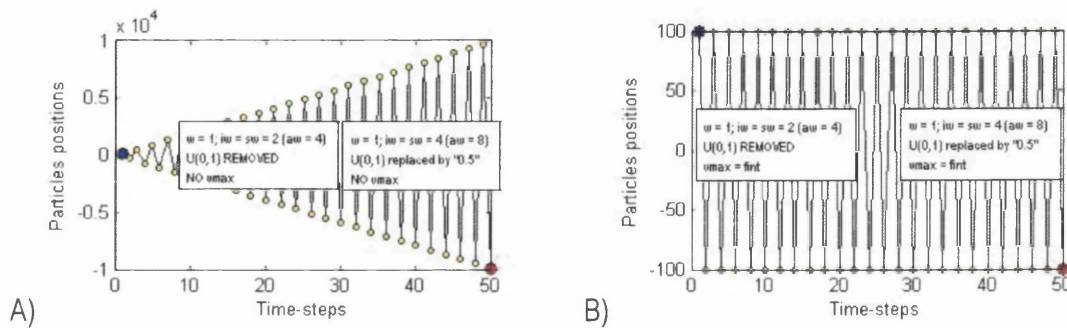 x 10^4
1
0.5
0
-0.5
-1
Particles positions
0
10
20
30
40
50
Time-steps
w = 1; iw = sw = 2 (aw = 4)
U(0,1) REMOVED
NO vmax
w = 1; iw = sw = 4 (aw = 8)
U(0,1) replaced by "0.5"
NO vmax
A)
100
50
0
-50
-100
Particles positions
0
10
20
30
40
50
Time-steps
w = 1; iw = sw = 2 (aw = 4)
U(0,1) REMOVED
vmax = fint
w = 1; iw = sw = 4 (aw = 8)
U(0,1) replaced by "0.5"
vmax = fint
B)